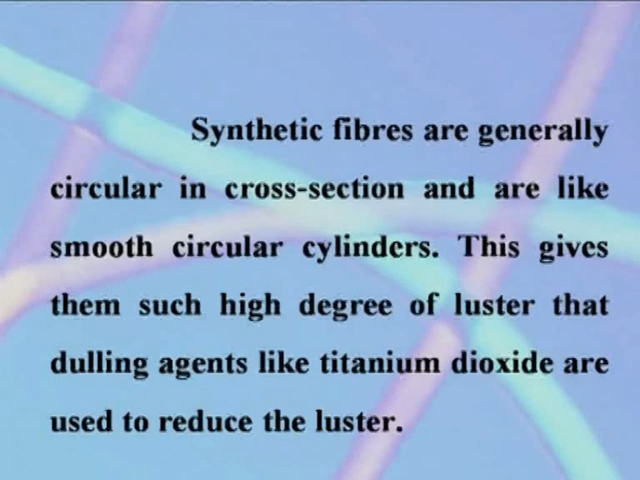 Synthetic fibres are generally
circular in cross-section and are like
smooth circular cylinders. This gives
them such high degree of luster that
dulling agents like titanium dioxide are
used to reduce the luster.